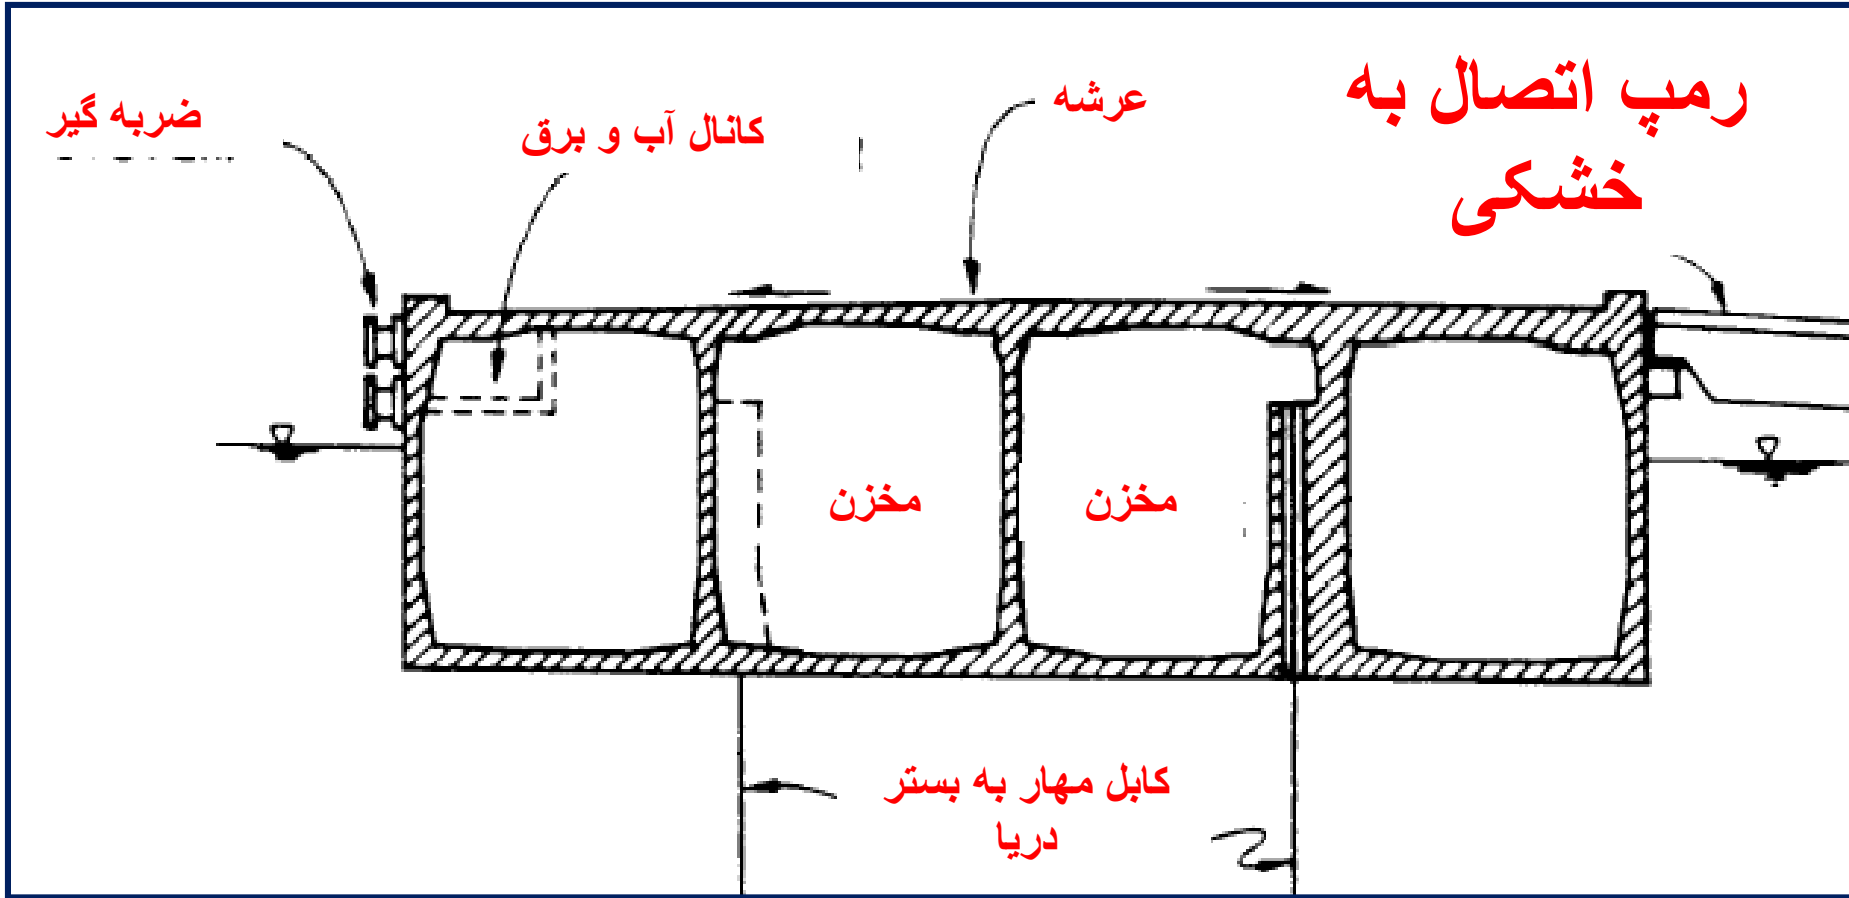 رمپ اتصال به
خشکی
عرشه
کانال آب و برق
ضربه گیر
مخزن
مخزن
کابل مهار به بستر
دریا